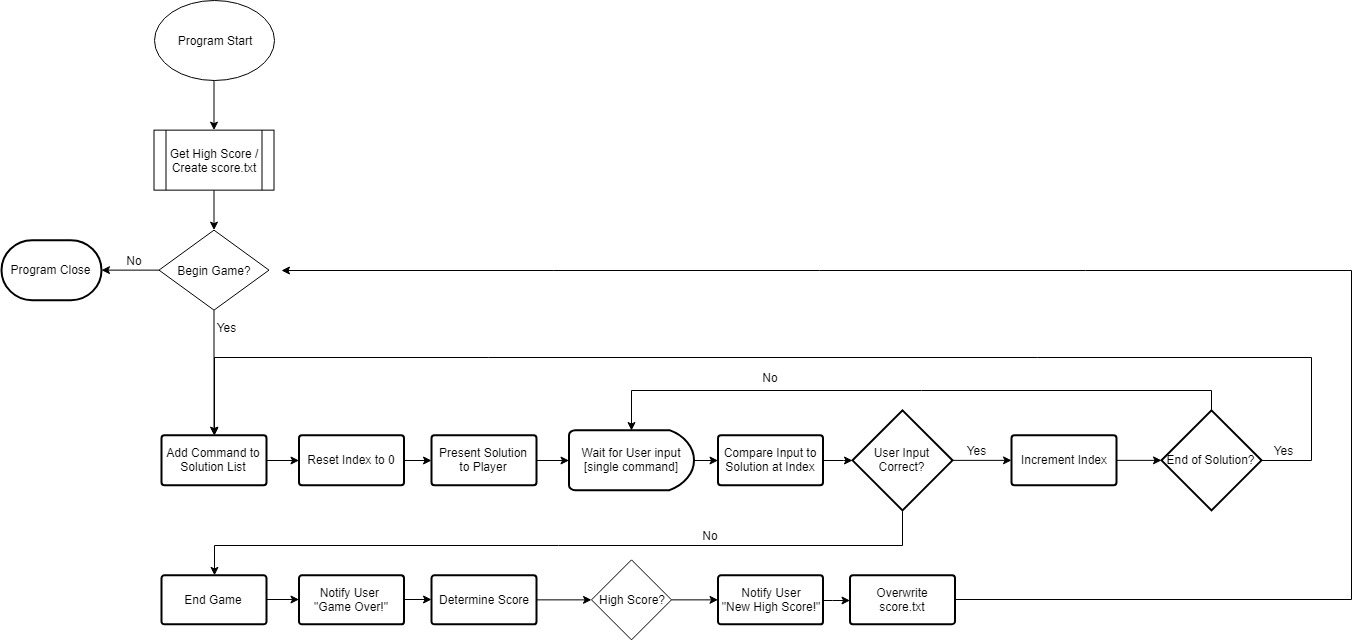 Program Start
Get High Score /
Create score.txt
Program Close
No
Begin Game?
Yes
No
Add Command to
Solution List
Reset Index to 0
Present Solution
to Player
Wait for User input
[single command]
Compare Input to
Solution at Index
User Input
Correct?
Yes
Increment Index
End of Solution?
Yes
No
End Game
Notify User
"Game Over!"
Determine Score
High Score?
Notify User
"New High Score!"
Overwrite
score.txt